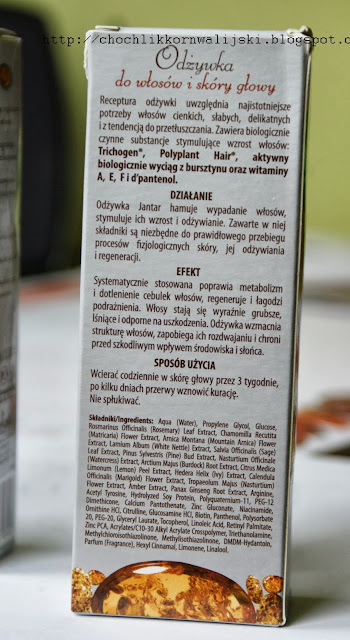 http://chochlikkornwalijski.blogspot.c
Odżywka
do włosów i skóry głowy
Receptura odżywki uwzględnia najistotniejsze
potrzeby włosów cienkich, słabych, delikatnych
i z tendencją do przetłuszczania. Zawiera biologicznie
czynne substancje stymulujące wzrost włosów:
Trichogen®, Polyplant Hair®, aktywny
biologicznie wyciąg z bursztynu oraz witaminy
A, E, F i d'pantenol.
DZIAŁANIE
Odżywka Jantar hamuje wypadanie włosów,
stymuluje ich wzrost i odżywianie. Zawarte w niej
składniki są niezbędne do prawidłowego przebiegu
procesów fizjologicznych skóry, jej odżywiania
i regeneracji.
EFEKT
Systematycznie stosowana poprawia metabolizm
i dotlenienie cebulek włosów, regeneruje i łagodzi
podrażnienia. Włosy stają się wyraźnie grubsze,
lśniące i odporne na uszkodzenia. Odżywka wzmacnia
strukturę włosów, zapobiega ich rozdwajaniu i chroni
przed szkodliwym wpływem środowiska i słońca.
SPOSÓB UŻYCIA
Wcierać codziennie w skórę głowy przez 3 tygodnie,
po kilku dniach przerwy wznowić kurację.
Nie spłukiwać.
Składniki/Ingredients: Aqua (Water), Propylene Glycol, Glucose,
Rosmarinus Officinalis (Rosemary) Leaf Extract, Chamomilla Recutita
(Matricaria) Flower Extract, Arnica Montana (Mountain Arnica) Flower
Extract, Lamium Album (White Nettle) Extract, Salvia Officinalis (Sage)
Leaf Extract, Pinus Sylvestris (Pine) Bud Extract, Nasturtium Officinale
(Watercress) Extract, Arctium Majus (Burdock) Root Extract, Citrus Medica
Limonum (Lemon) Peel Extract, Hedera Helix (Ivy) Extract, Calendula
Officinalis (Marigold) Flower Extract, Tropaeolum Majus (Nasturtium)
Flower Extract, Amber Extract, Panax Ginseng Root Extract, Arginine,
Acetyl Tyrosine, Hydrolyzed Soy Protein, Polyquaternium-11, PEG-12
Dimethicone, Calcium Pantothenate, Zinc Gluconate, Niacinamide,
Ornithine HCl, Citrulline, Glucosamine HCl, Biotin, Panthenol, Polysorbate
20, PEG-20, Glyceryl Laurate, Tocopherol, Linoleic Acid, Retinyl Palmitate,
Zinc PCA, Acrylates/C10-30 Alkyl Acrylate Crosspolymer, Triethanolamine,
Methylchloroisothiazolinone, Methylisothiazolinone, DMDM-Hydantoin,
Parfum (Fragrance), Hexyl Cinnamal, Limonene, Linalool.